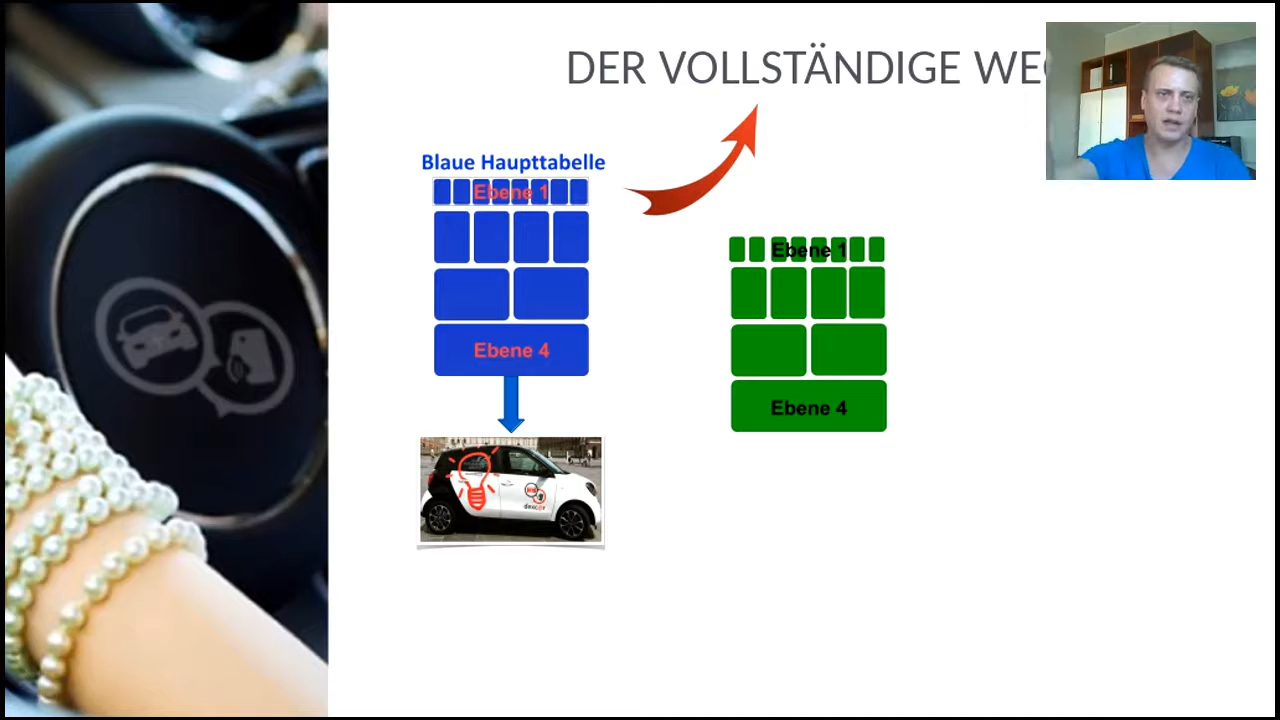 DER VOLLSTÄNDIGE WE
Blaue Haupttabelle
Ebene 1
Ebene 1
Ebene 4
Ebene 4